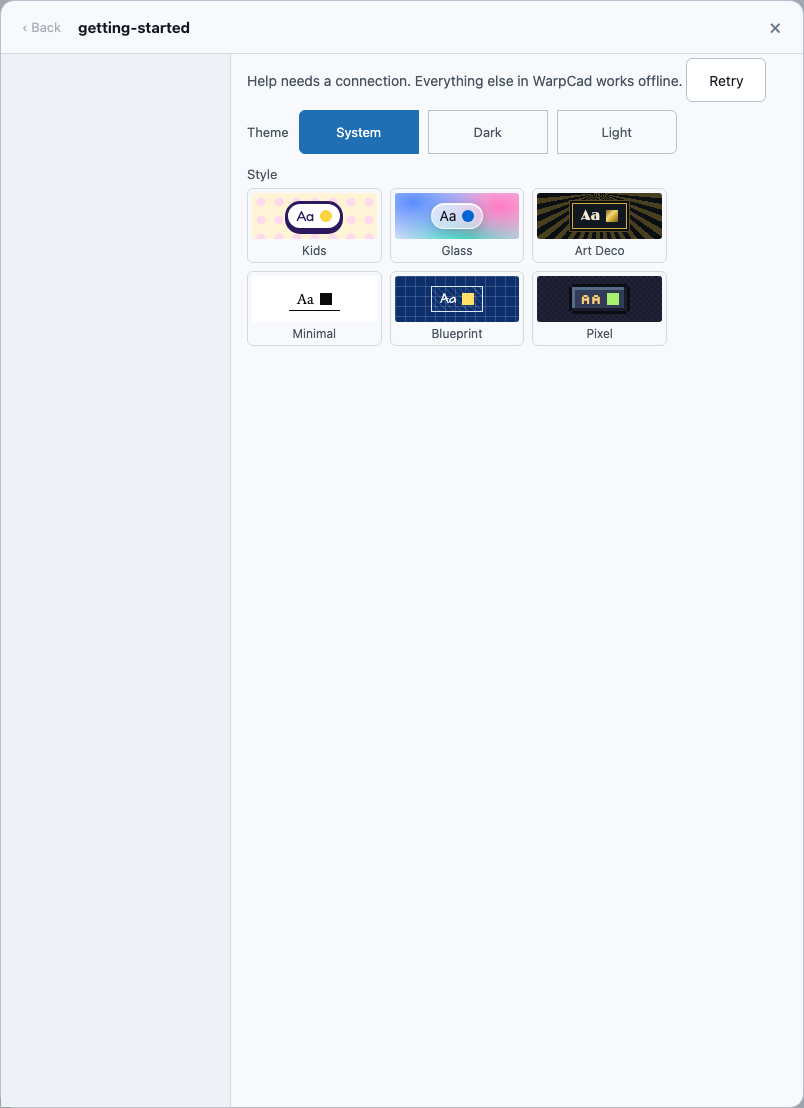 ‹ Back getting-started ×
Help needs a connection. Everything else in WarpCad works offline. Retry
Theme System Dark Light
Style
Aa Aa Aa
Kids Glass Art Deco
Aa Aa AA
Minimal Blueprint Pixel